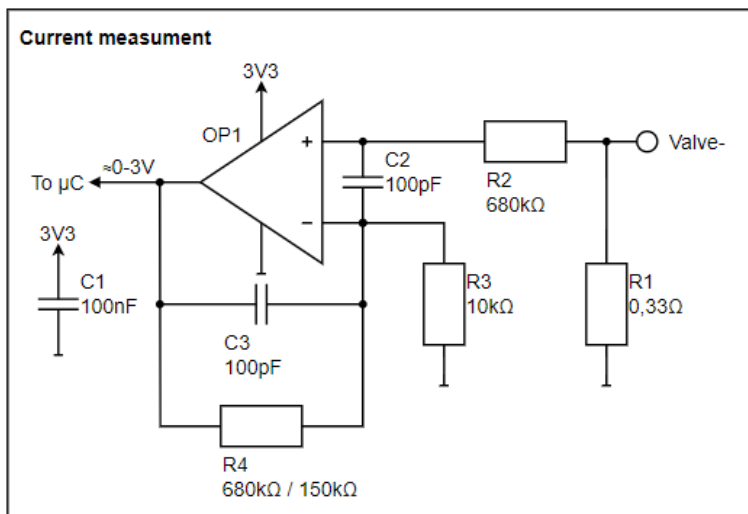 Current measument
3V3
OP1
+
C2
100pF
Valve-
≈0-3V
To µC
R2
680kΩ
−
3V3
C1
100nF
R3
10kΩ
R1
0,33Ω
C3
100pF
R4
680kΩ / 150kΩ